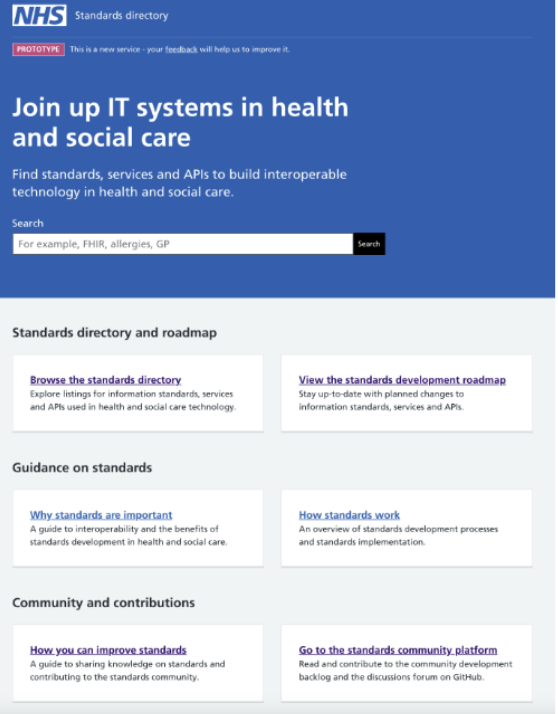 NHS Standards directory
PROTOTYPE This is a new service - your feedback will help us to improve it.
Join up IT systems in health
and social care
Find standards, services and APIs to build interoperable
technology in health and social care.
Search
For example, FHIR, allergies, GP
Search
Standards directory and roadmap
Browse the standards directory
Explore listings for information standards, services
and APIs used in health and social care technology.
View the standards development roadmap
Stay up-to-date with planned changes to
information standards, services and APIs.
Guidance on standards
Why standards are important
A guide to interoperability and the benefits of
standards development in health and social care.
How standards work
An overview of standards development processes
and standards implementation.
Community and contributions
How you can improve standards
A guide to sharing knowledge on standards and
contributing to the standards community.
Go to the standards community platform
Read and contribute to the community development
backlog and the discussions forum on GitHub.